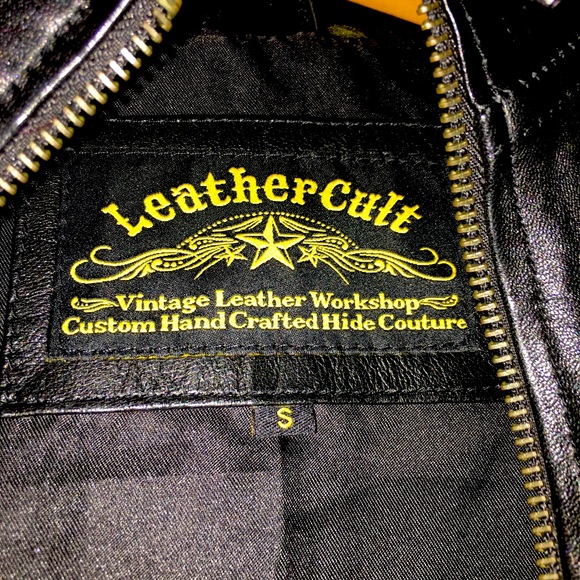 LeatherCult
Vintage Leather Workshop
Custom Hand Crafted Hide Couture
S